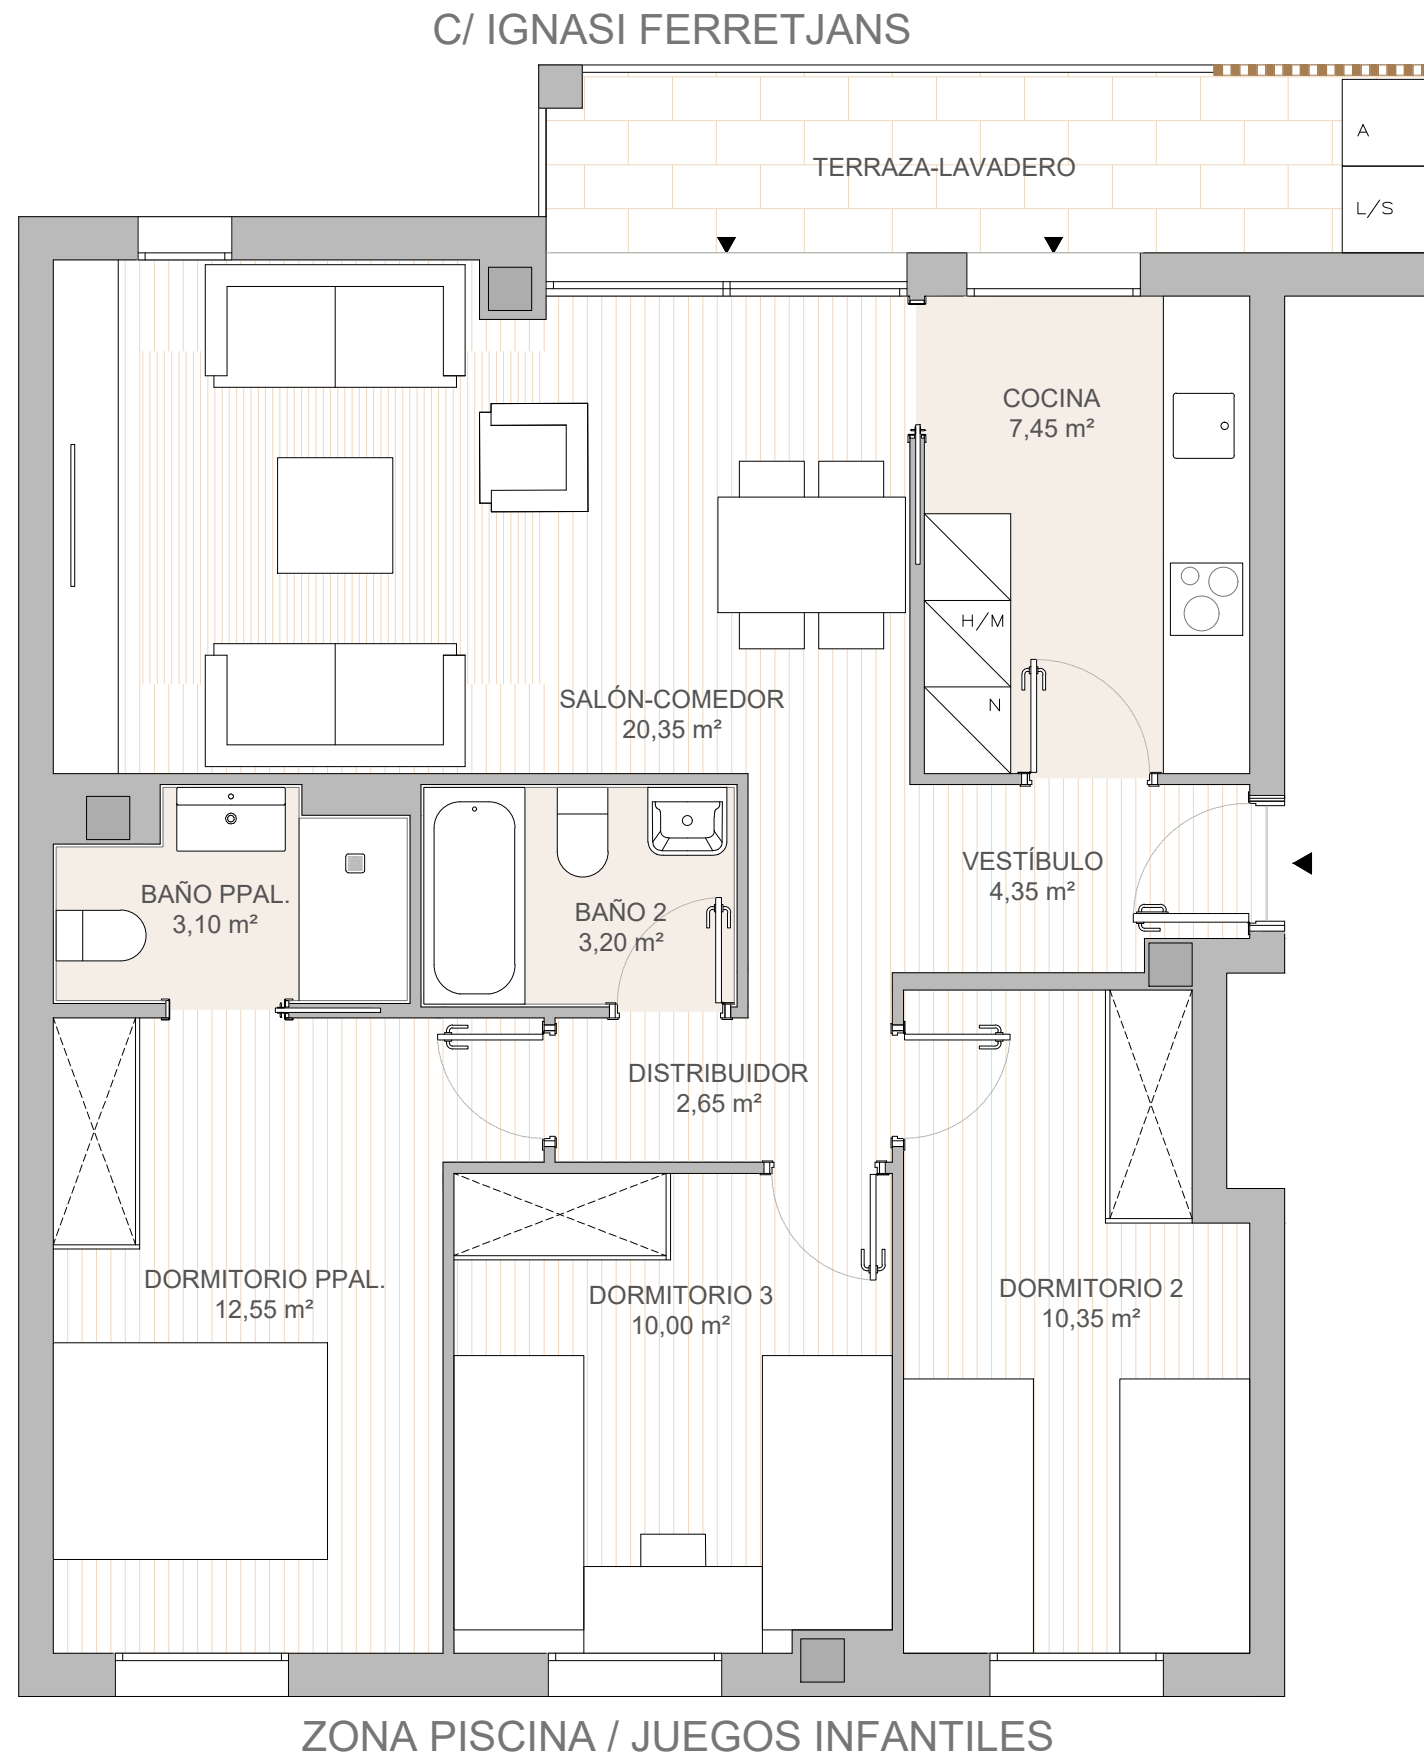 C/ IGNASI FERRETJANS
A
TERRAZA-LAVADERO
L/S
COCINA
7,45 m²
H/M
N
SALÓN-COMEDOR
20,35 m²
VESTÍBULO
4,35 m²
BAÑO PPAL.
3,10 m²
BAÑO 2
3,20 m²
DISTRIBUIDOR
2,65 m²
DORMITORIO PPAL.
12,55 m²
DORMITORIO 3
10,00 m²
DORMITORIO 2
10,35 m²
ZONA PISCINA / JUEGOS INFANTILES